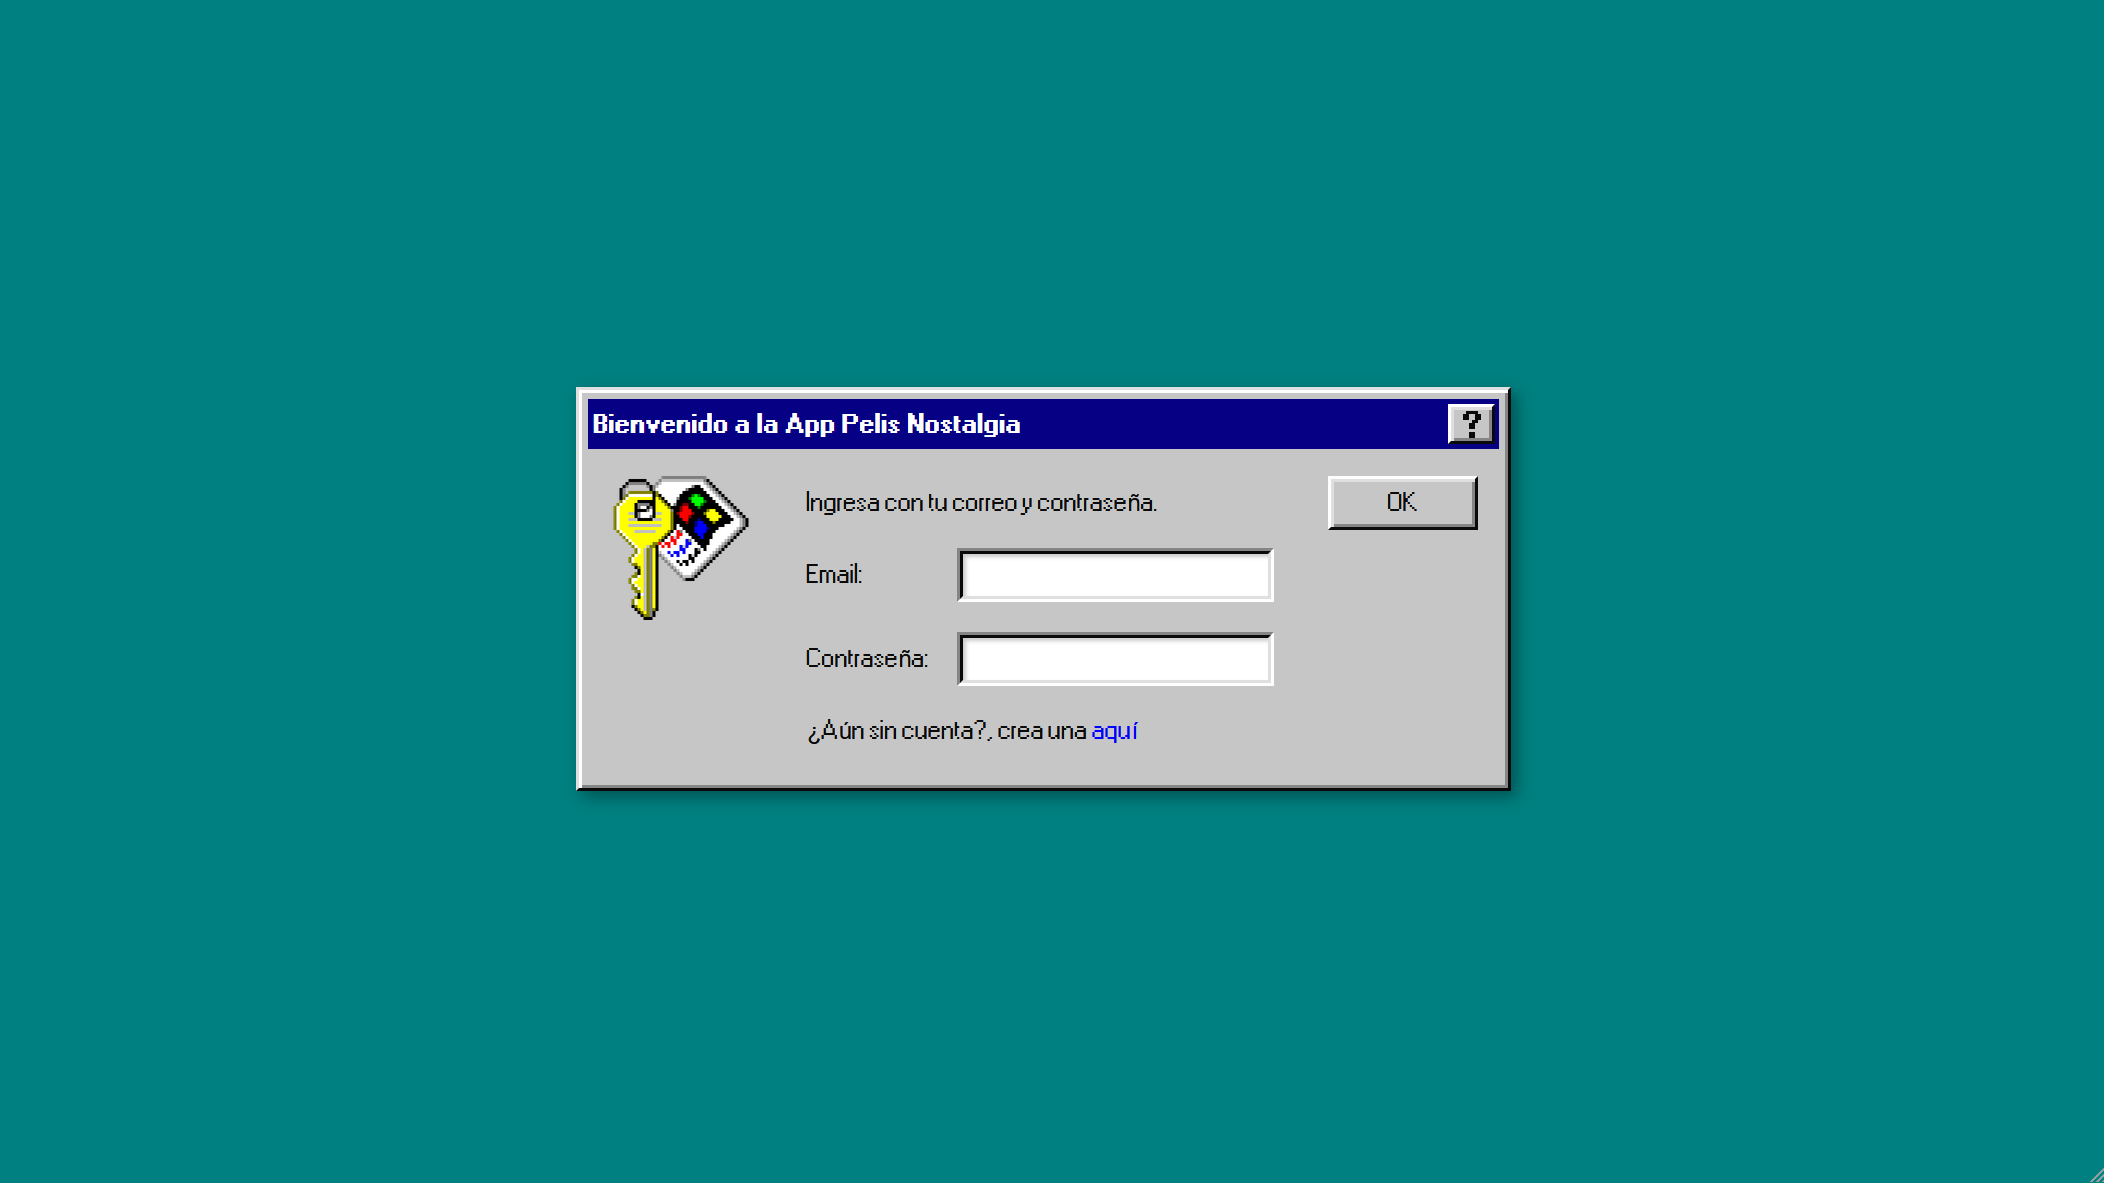 Bienvenido a la App Pelis Nostalgia
?
Ingresa con tu correo y contraseña.
OK
Email:
Contraseña:
¿Aún sin cuenta?, crea una aquí